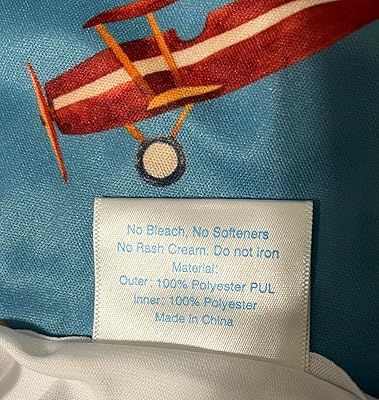 No Bleach, No Softeners
No Rash Cream. Do not Iron
Material:
Outer: 100% Polyester PUL
Inner: 100% Polyester
Made in China